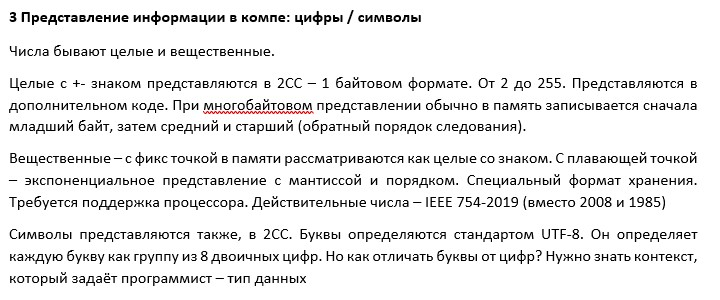 3 Представление информации в компе: цифры / символы
Числа бывают целые и вещественные.
Целые с +- знаком представляются в 2СС – 1 байтовом формате. От 2 до 255. Представляются в
дополнительном коде. При многобайтовом представлении обычно в память записывается сначала
младший байт, затем средний и старший (обратный порядок следования).
Вещественные – с фикс точкой в памяти рассматриваются как целые со знаком. С плавающей точкой
– экспоненциальное представление с мантиссой и порядком. Специальный формат хранения.
Требуется поддержка процессора. Действительные числа – IEEE 754-2019 (вместо 2008 и 1985)
Символы представляются также, в 2СС. Буквы определяются стандартом UTF-8. Он определяет
каждую букву как группу из 8 двоичных цифр. Но как отличать буквы от цифр? Нужно знать контекст,
который задаёт программист – тип данных